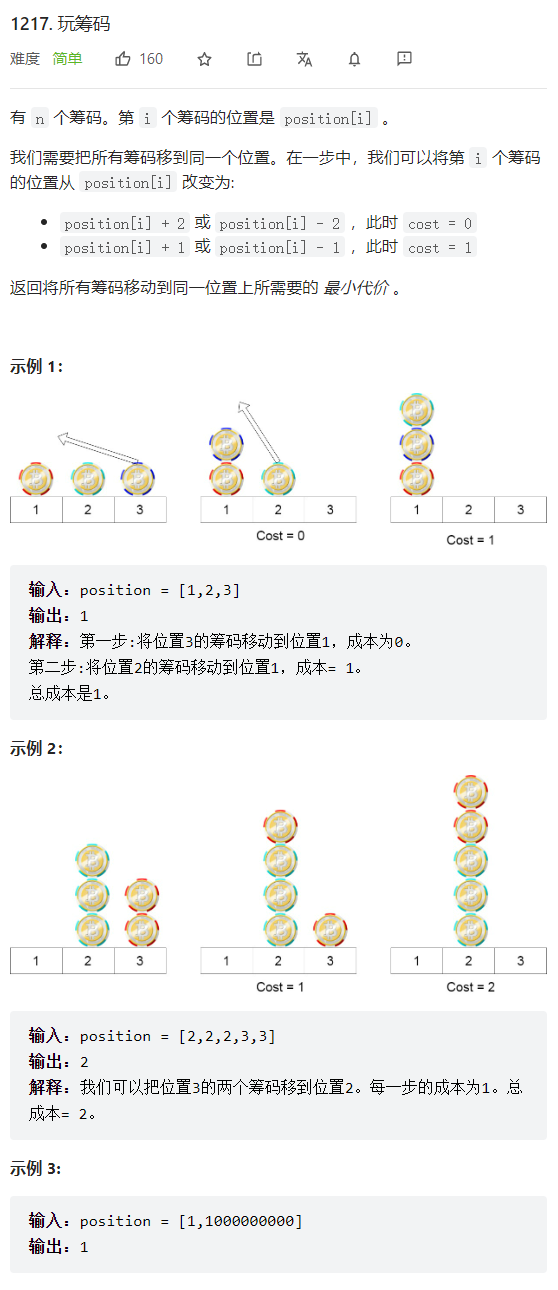 1217. 玩筹码
难度 简单 160
有 n 个筹码。第 i 个筹码的位置是 position[i] 。
我们需要把所有筹码移到同一个位置。在一步中，我们可以将第 i 个筹码
的位置从 position[i] 改变为:
• position[i] + 2 或 position[i] - 2 ，此时 cost = 0
• position[i] + 1 或 position[i] - 1 ，此时 cost = 1
返回将所有筹码移动到同一位置上所需要的 最小代价 。
示例 1：
1 2 3 1 2 3 1 2 3
Cost = 0 Cost = 1
输入：position = [1,2,3]
输出：1
解释：第一步:将位置3的筹码移动到位置1，成本为0。
第二步:将位置2的筹码移动到位置1，成本= 1。
总成本是1。
示例 2：
1 2 3 1 2 3 1 2 3
Cost = 1 Cost = 2
输入：position = [2,2,2,3,3]
输出：2
解释：我们可以把位置3的两个筹码移到位置2。每一步的成本为1。总
成本= 2。
示例 3:
输入：position = [1,1000000000]
输出：1